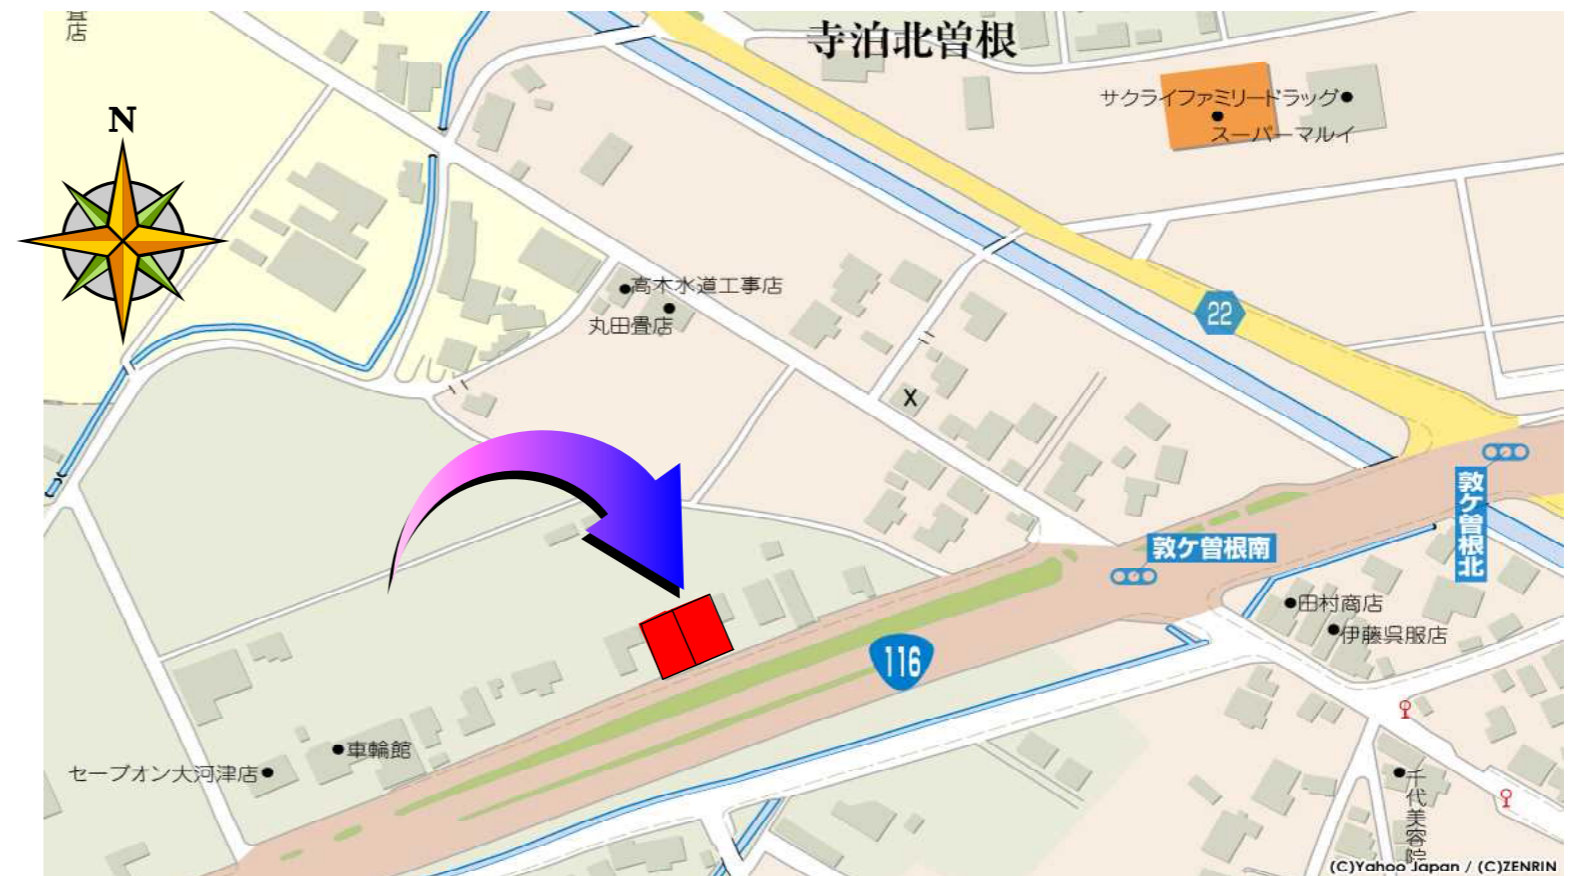 畳店
寺泊北曽根
サクライファミリードラッグ
スーパーマルイ
N
高木水道工事店
丸田畳店
22
X
敦ケ曽根北
敦ケ曽根南
田村商店
伊藤呉服店
116
車輪館
セーブオン大河津店
千代美容院
(C)Yahoo Japan / (C)ZENRIN